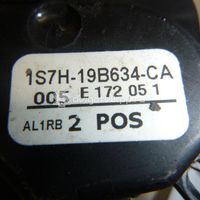 1S7H-19B634-CA
005 E 172 05 1
AL1RB 2 POS